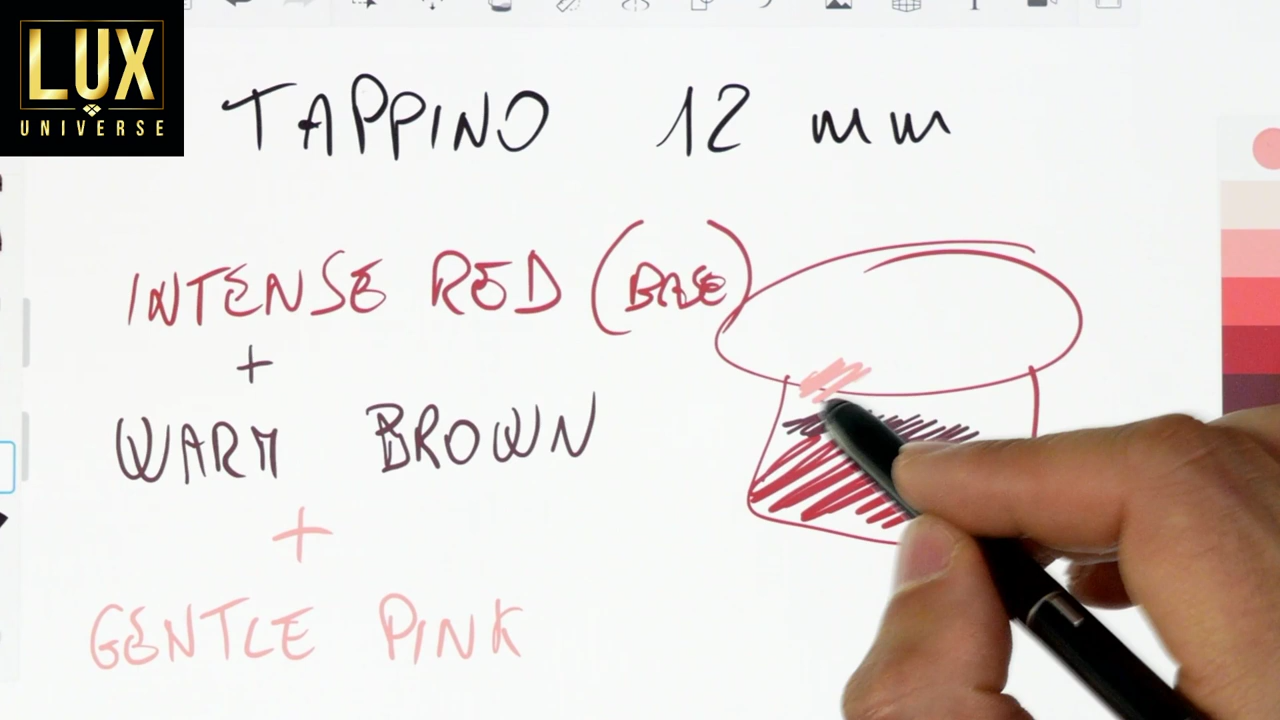 LUX
UNIVERSE
TAPPINO 12 mm
INTENSE RED (BASE)
+
WARM BROWN
+
GENTLE PINK